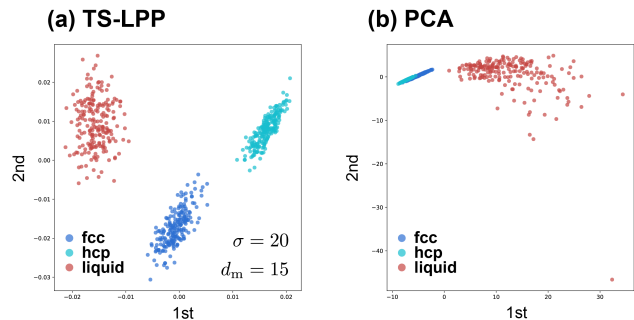 (a) TS-LPP
0.02
0.01
0.00
−0.01
−0.02
−0.03
2nd
fcc
hcp
liquid
σ = 20
d_m = 15
−0.02
−0.01
0.00
0.01
0.02
1st
(b) PCA
0
−10
−20
−30
−40
2nd
fcc
hcp
liquid
−10
0
10
20
30
1st